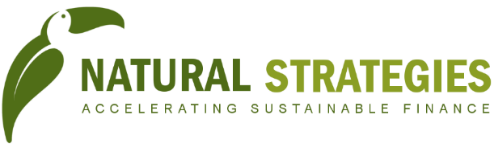 NATURAL STRATEGIES
ACCELERATING SUSTAINABLE FINANCE